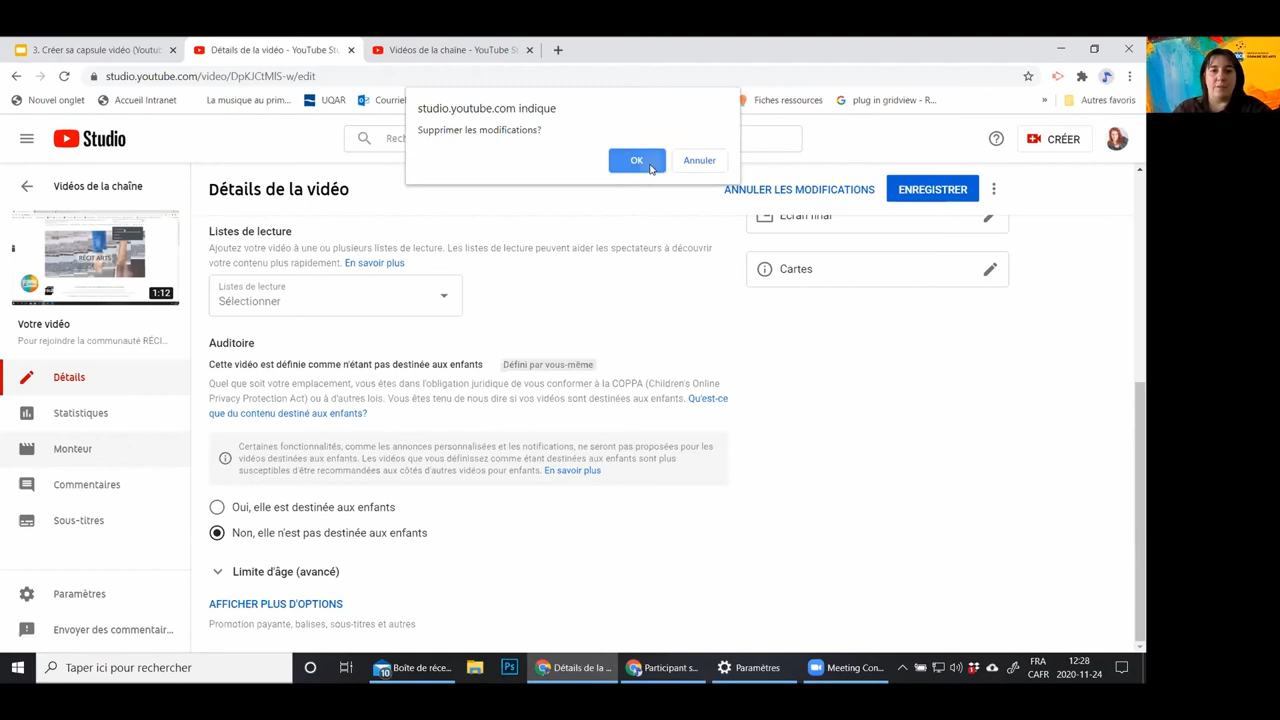 3. Créer sa capsule vidéo (Youtub
Détails de la vidéo - YouTube Stu
Vidéos de la chaîne - YouTube St
studio.youtube.com/video/DpKJCtMlS-w/edit
Nouvel onglet
Accueil Intranet
La musique au prim...
UQAR
Courriel
Fiches ressources
plug in gridview - R...
»
Autres favoris
studio.youtube.com indique
Supprimer les modifications?
OK
Annuler
Studio
Rech
CRÉER
Vidéos de la chaîne
Détails de la vidéo
ANNULER LES MODIFICATIONS
ENREGISTRER
RÉCIT ARTS
1:12
Votre vidéo
Pour rejoindre la communauté RÉCI...
Détails
Statistiques
Monteur
Commentaires
Sous-titres
Paramètres
Envoyer des commentair...
Listes de lecture
Ajoutez votre vidéo à une ou plusieurs listes de lecture. Les listes de lecture peuvent aider les spectateurs à découvrir
votre contenu plus rapidement. En savoir plus
Listes de lecture
Sélectionner
Écran final
Cartes
Auditoire
Cette vidéo est définie comme n'étant pas destinée aux enfants Défini par vous-même
Quel que soit votre emplacement, vous êtes dans l'obligation juridique de vous conformer à la COPPA (Children's Online
Privacy Protection Act) ou à d'autres lois. Vous êtes tenu de nous dire si vos vidéos sont destinées aux enfants. Qu'est-ce
que du contenu destiné aux enfants?
Certaines fonctionnalités, comme les annonces personnalisées et les notifications, ne seront pas proposées pour les
vidéos destinées aux enfants. Les vidéos que vous définissez comme étant destinées aux enfants sont plus
susceptibles d'être recommandées aux côtés d'autres vidéos pour enfants. En savoir plus
Oui, elle est destinée aux enfants
Non, elle n'est pas destinée aux enfants
Limite d'âge (avancé)
AFFICHER PLUS D'OPTIONS
Promotion payante, balises, sous-titres et autres
Taper ici pour rechercher
10
Boîte de réce...
Ps
Détails de la ...
Participant s...
Paramètres
Meeting Con...
FRA
CAFR
12:28
2020-11-24